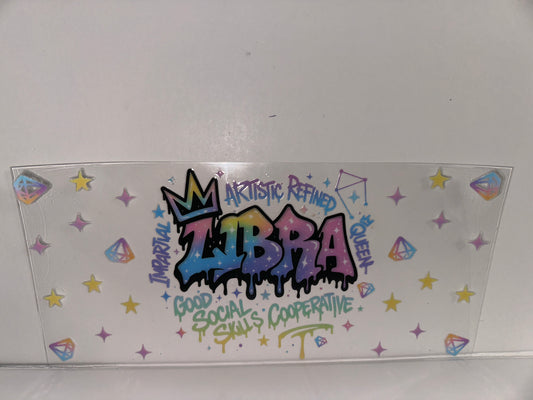 ARTISTIC REFINED
IMPARTIAL
LIBRA
QUEEN
GOOD
SOCIAL
SKILLS
COOPERATIVE